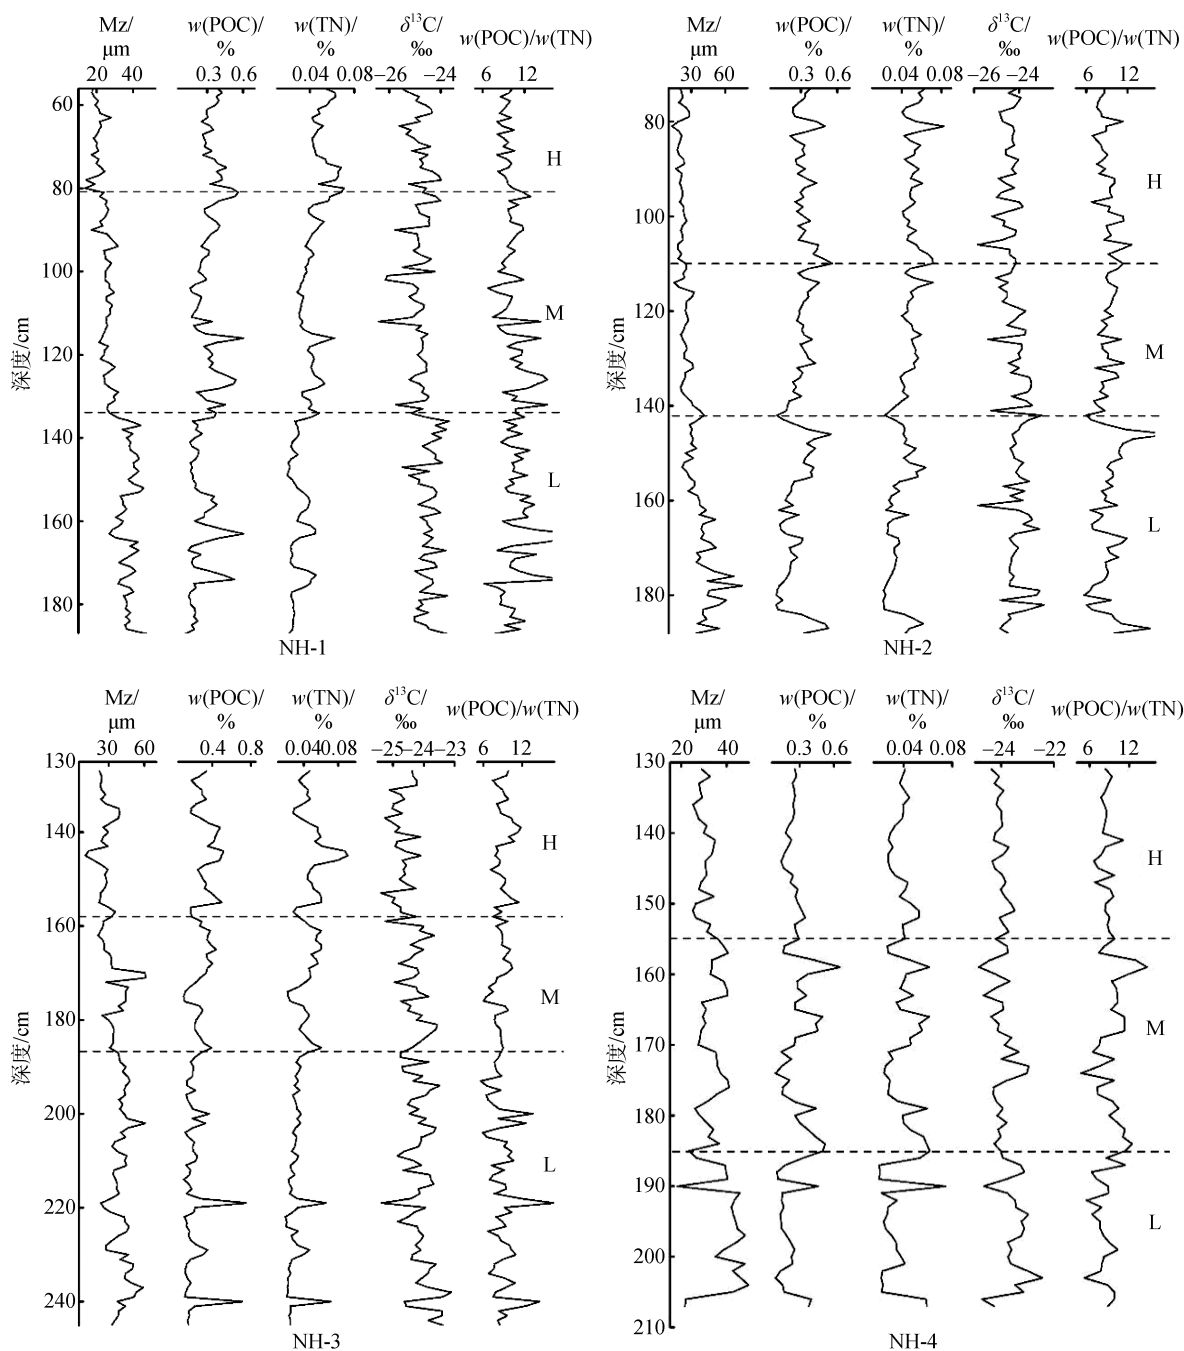 Mz/ w(POC)/ w(TN)/ δ¹³C/ w(POC)/w(TN)
μm % % ‰
20 40 0.3 0.6 0.04 0.08 −26 −24 6 12
60
80
100
120
140
160
180
深度/cm
H
M
L
NH-1
Mz/ w(POC)/ w(TN)/ δ¹³C/ w(POC)/w(TN)
μm % % ‰
30 60 0.3 0.6 0.04 0.08 −26 −24 6 12
80
100
120
140
160
180
深度/cm
H
M
L
NH-2
Mz/ w(POC)/ w(TN)/ δ¹³C/ w(POC)/w(TN)
μm % % ‰
30 60 0.4 0.8 0.04 0.08 −25 −24 −23 6 12
130
140
160
180
200
220
240
深度/cm
H
M
L
NH-3
Mz/ w(POC)/ w(TN)/ δ¹³C/ w(POC)/w(TN)
μm % % ‰
20 40 0.3 0.6 0.04 0.08 −24 −22 6 12
130
140
150
160
170
180
190
200
210
深度/cm
H
M
L
NH-4